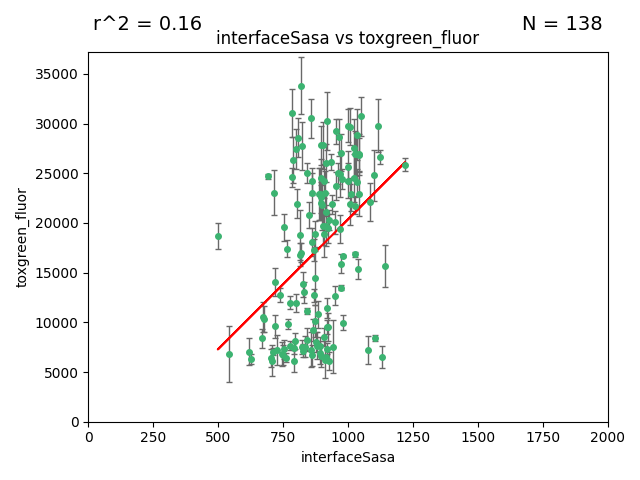 r^2 = 0.16
N = 138
interfaceSasa vs toxgreen_fluor
35000
30000
25000
20000
15000
10000
5000
0
toxgreen_fluor
0 250 500 750 1000 1250 1500 1750 2000
interfaceSasa